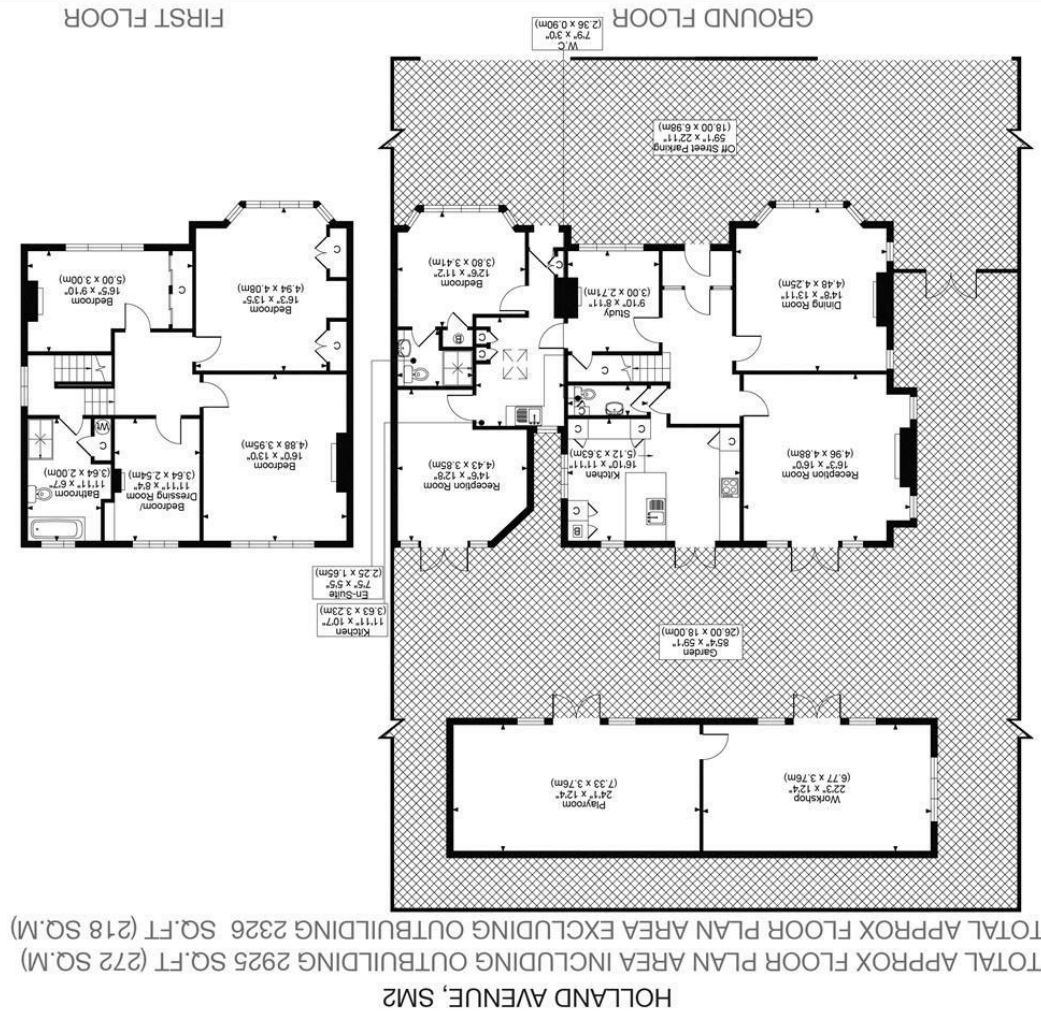 HOLLAND AVENUE, SM2
TOTAL APPROX FLOOR PLAN AREA INCLUDING OUTBUILDING 2925 SQ.FT (272 SQ.M)
TOTAL APPROX FLOOR PLAN AREA EXCLUDING OUTBUILDING 2326 SQ.FT (218 SQ.M)
Workshop
22'3" x 12'4"
(6.77 x 3.76m)
Playroom
24'1" x 12'4"
(7.33 x 3.76m)
Garden
85'4" x 59'1"
(26.00 x 18.00m)
Kitchen
11'11" x 10'7"
(3.63 x 3.23m)
En-Suite
7'5" x 5'5"
(2.25 x 1.65m)
Reception Room
16'3" x 16'0"
(4.96 x 4.88m)
Kitchen
16'10" x 11'11"
(5.12 x 3.63m)
B
C
C
C
C
C
C
Reception Room
14'6" x 12'8"
(4.43 x 3.85m)
Dining Room
14'8" x 13'11"
(4.48 x 4.25m)
Study
9'10" x 8'11"
(3.00 x 2.71m)
C
C
C
C
B
Bedroom
12'6" x 11'2"
(3.80 x 3.41m)
Off Street Parking
59'1" x 22'11"
(18.00 x 6.98m)
W.C
7'9" x 3'0"
(2.36 x 0.90m)
GROUND FLOOR
Bedroom
16'0" x 13'0"
(4.88 x 3.95m)
Bedroom/
Dressing Room
11'11" x 8'4"
(3.64 x 2.54m)
Bathroom
11'11" x 6'7"
(3.64 x 2.00m)
C
Wt
C
C
Bedroom
16'3" x 13'5"
(4.94 x 4.08m)
C
Bedroom
16'5" x 9'10"
(5.00 x 3.00m)
FIRST FLOOR